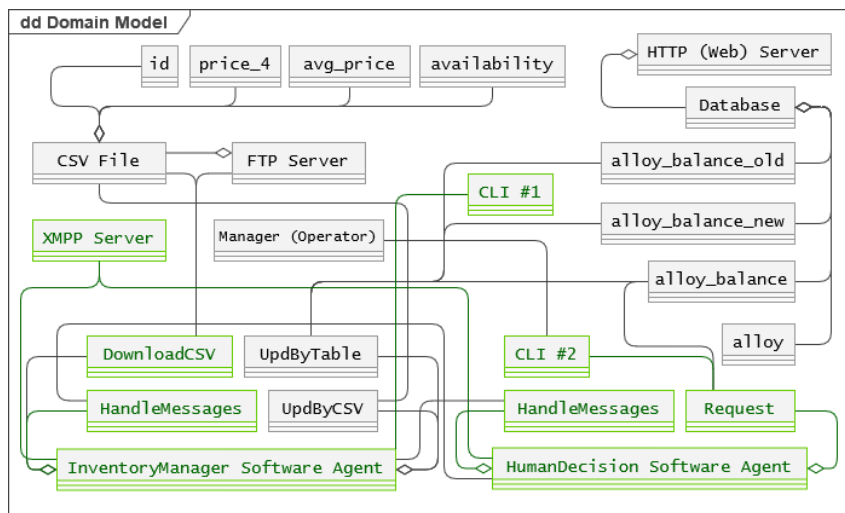 dd Domain Model
id
price_4
avg_price
availability
HTTP (Web) Server
Database
CSV File
FTP Server
alloy_balance_old
CLI #1
alloy_balance_new
XMPP Server
Manager (Operator)
alloy_balance
DownloadCSV
UpdByTable
CLI #2
alloy
HandleMessages
UpdByCSV
HandleMessages
Request
InventoryManager Software Agent
HumanDecision Software Agent